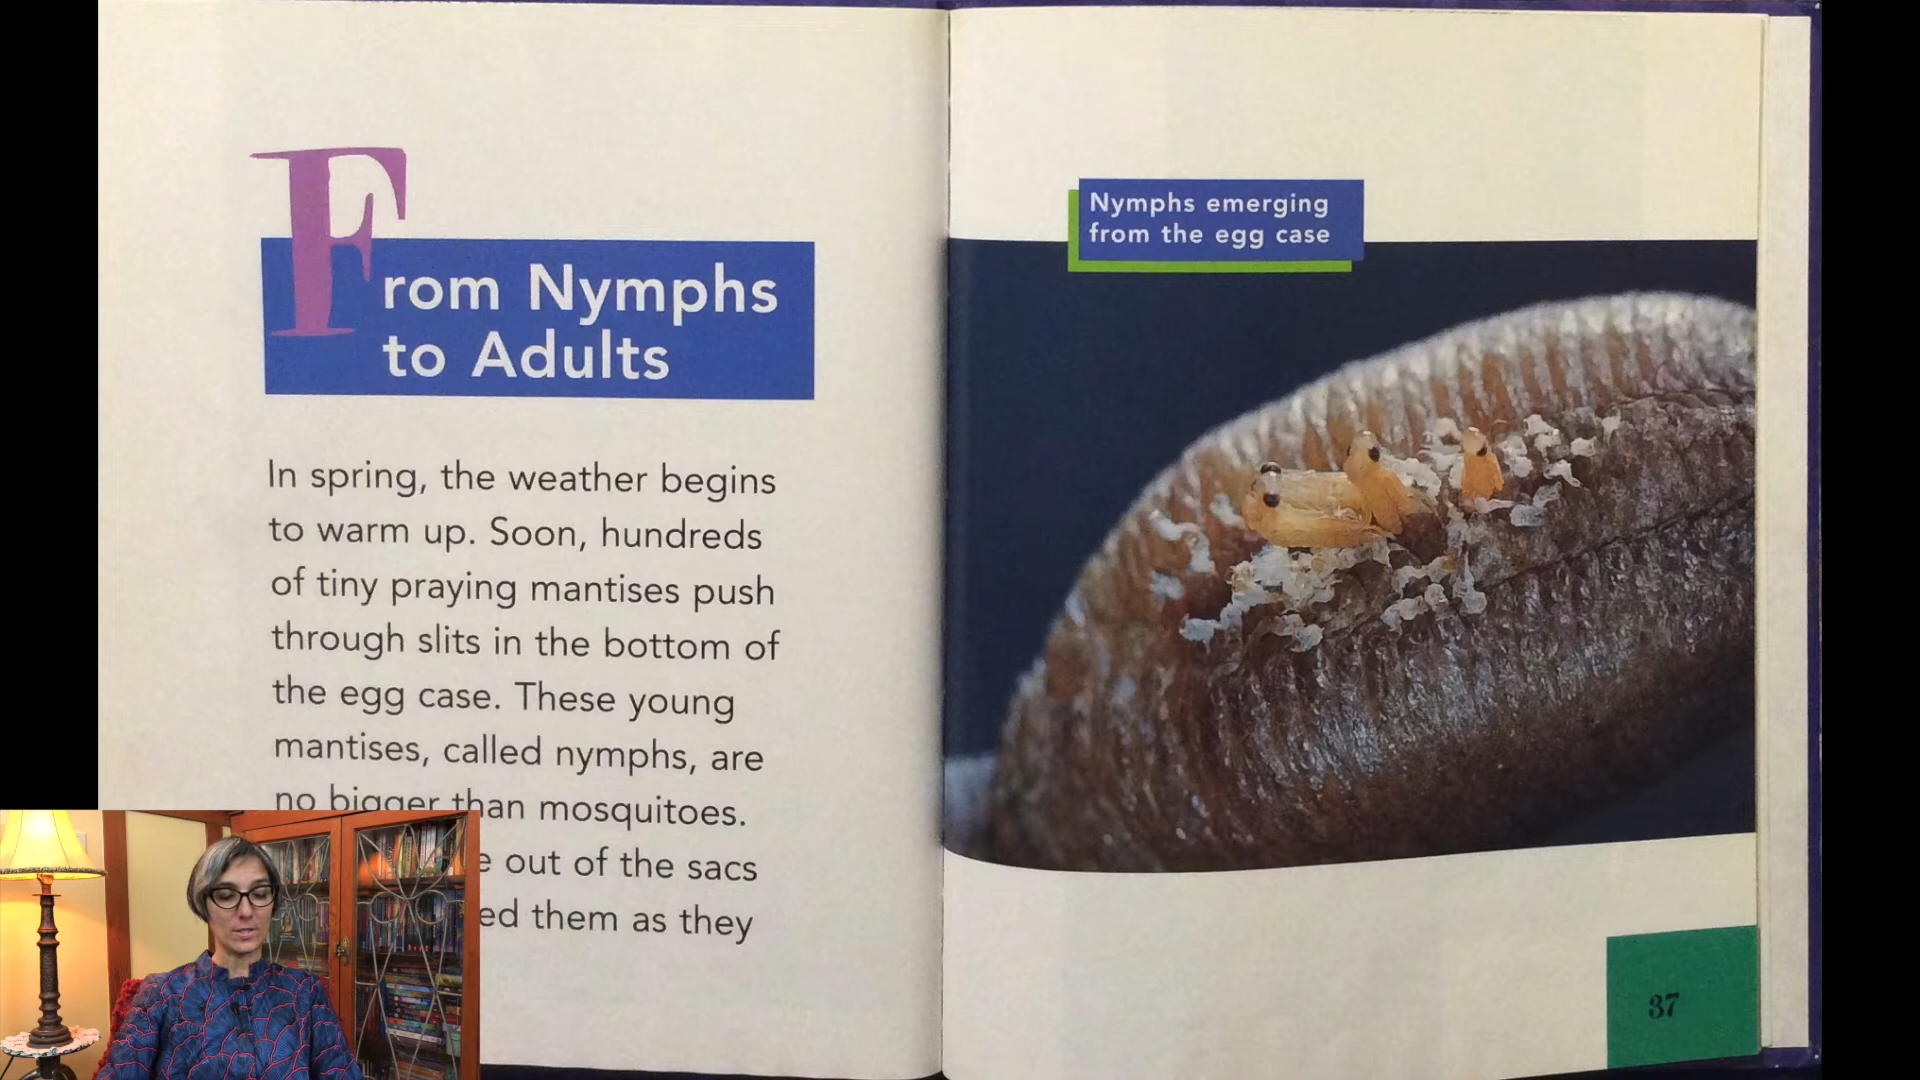 From Nymphs
to Adults
In spring, the weather begins
to warm up. Soon, hundreds
of tiny praying mantises push
through slits in the bottom of
the egg case. These young
mantises, called nymphs, are
no bigger than mosquitoes.
out of the sacs
them as they
Nymphs emerging
from the egg case
37